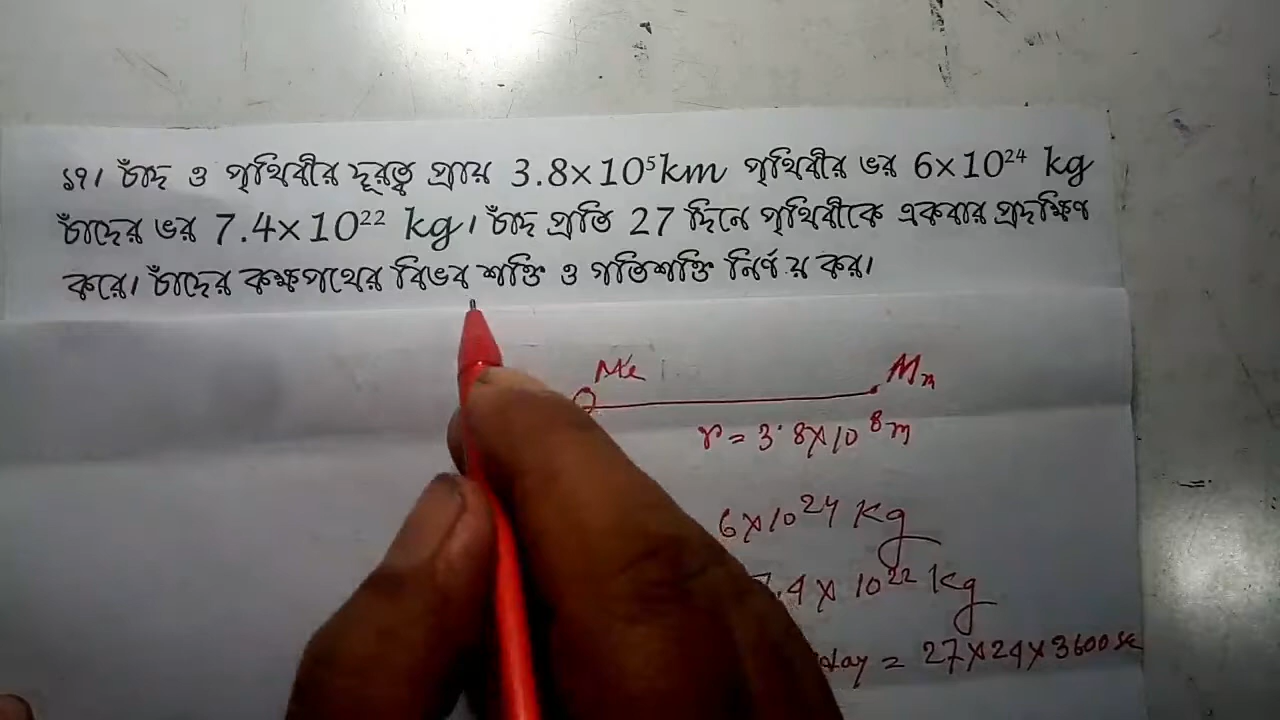 ১৭। চাঁদ ও পৃথিবীর দূরত্ব প্রায় 3.8×10⁵km পৃথিবীর ভর 6×10²⁴ kg
চাঁদের ভর 7.4×10²² kg। চাঁদ প্রতি 27 দিনে পৃথিবীকে একবার প্রদক্ষিণ
করে। চাঁদের কক্ষপথের বিভব শক্তি ও গতিশক্তি নির্ণয় কর।
Me Mm
r = 3.8×10⁸m
6×10²⁴ Kg
7.4×10²² Kg
day = 27×24×3600 se